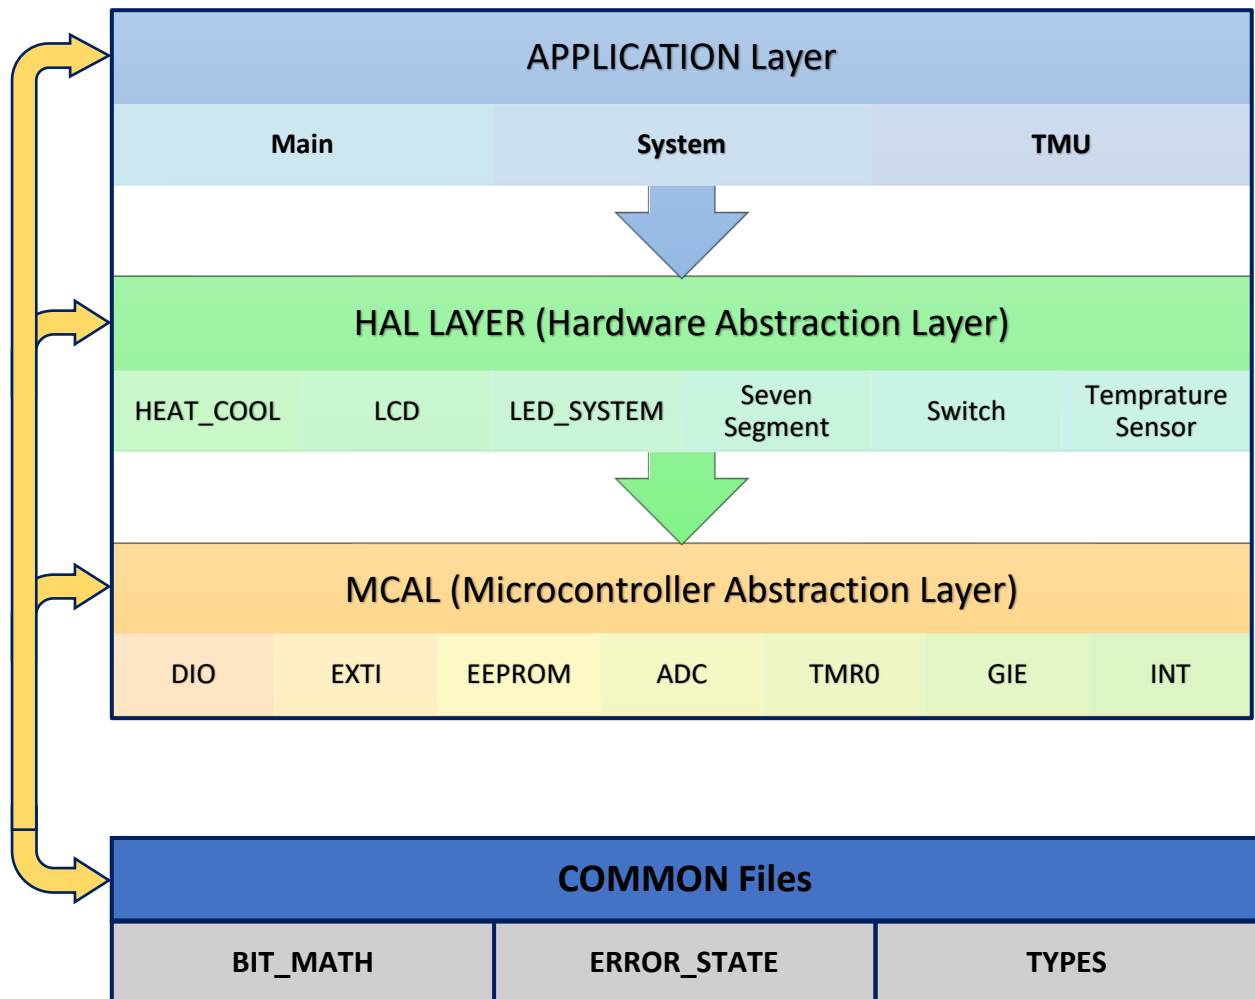 APPLICATION Layer
Main
System
TMU
HAL LAYER (Hardware Abstraction Layer)
HEAT_COOL
LCD
LED_SYSTEM
Seven
Segment
Switch
Temprature
Sensor
MCAL (Microcontroller Abstraction Layer)
DIO
EXTI
EEPROM
ADC
TMR0
GIE
INT
COMMON Files
BIT_MATH
ERROR_STATE
TYPES